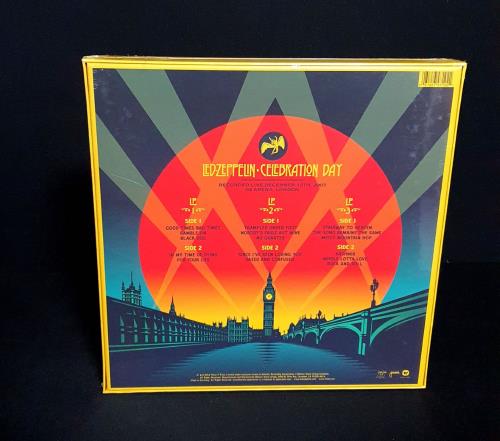 LED ZEPPELIN · CELEBRATION DAY
RECORDED LIVE DECEMBER 10TH, 2007
O2 ARENA, LONDON
LP
1
SIDE 1
GOOD TIMES BAD TIMES
RAMBLE ON
BLACK DOG
SIDE 2
IN MY TIME OF DYING
FOR YOUR LIFE
LP
2
SIDE 1
TRAMPLED UNDER FOOT
NOBODY'S FAULT BUT MINE
NO QUARTER
SIDE 2
SINCE I'VE BEEN LOVING YOU
DAZED AND CONFUSED
LP
3
SIDE 1
STAIRWAY TO HEAVEN
THE SONG REMAINS THE SAME
MISTY MOUNTAIN HOP
SIDE 2
KASHMIR
WHOLE LOTTA LOVE
ROCK AND ROLL